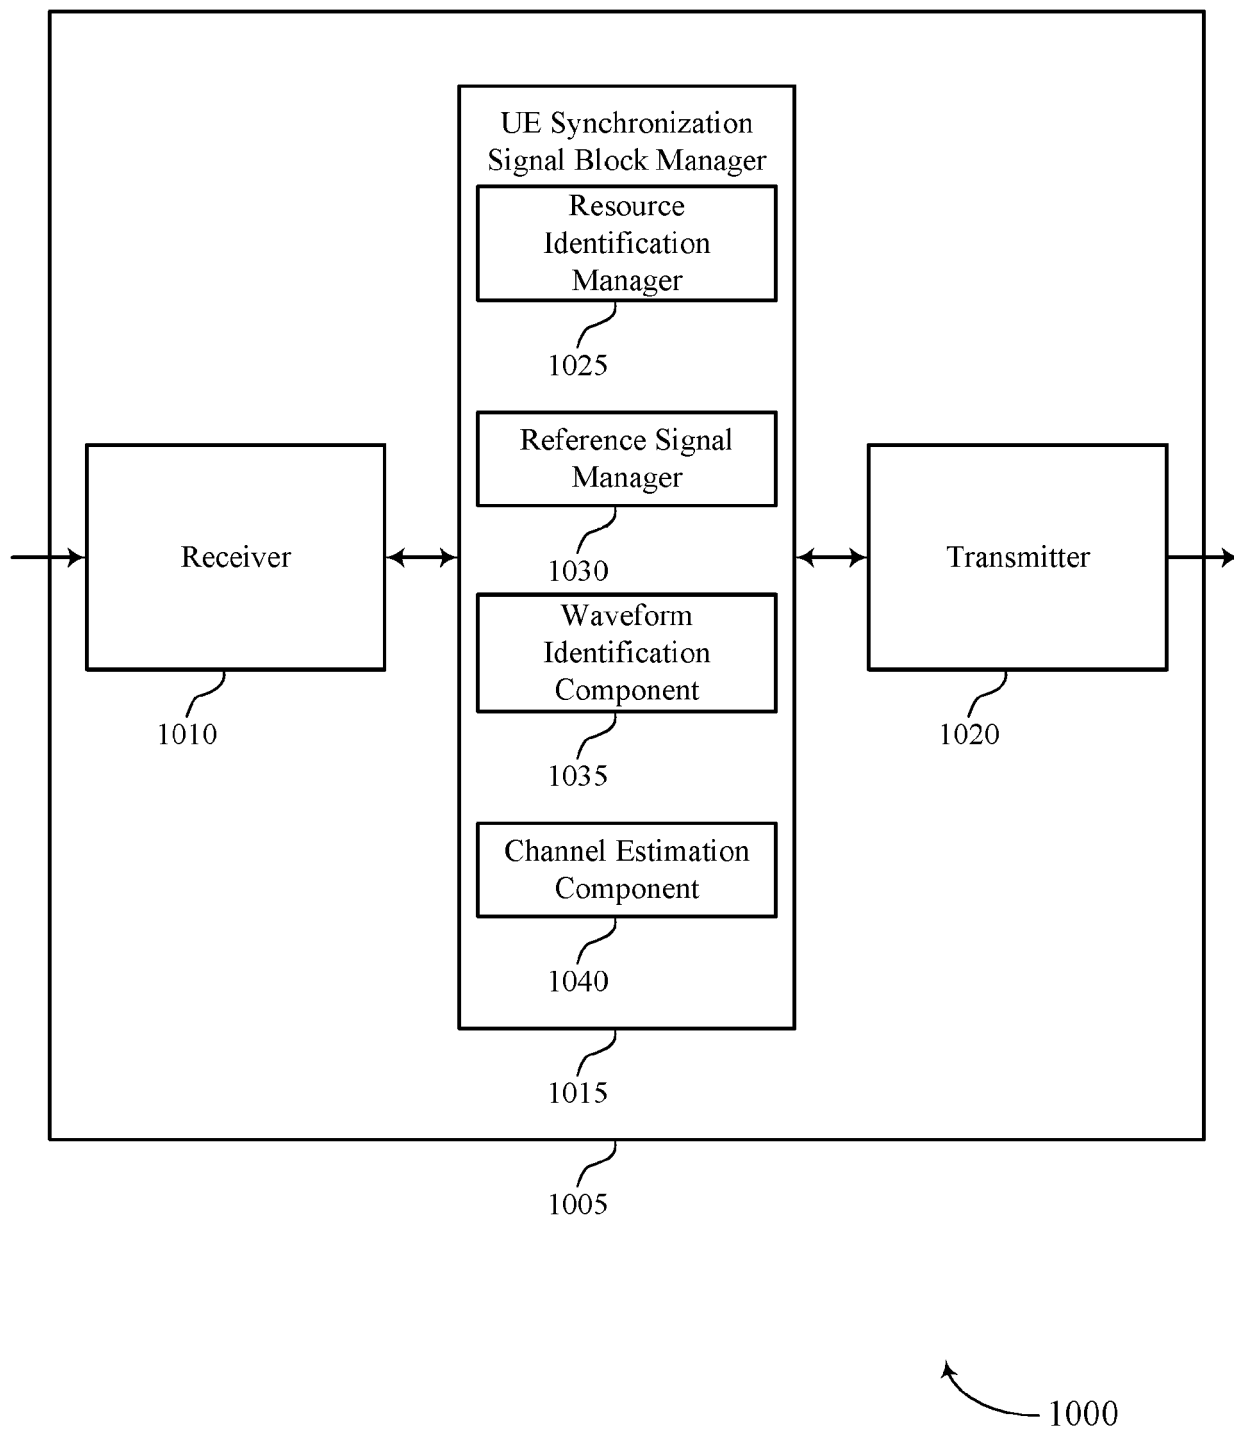 UE Synchronization
Signal Block Manager
Resource
Identification
Manager
1025
Reference Signal
Manager
1030
Receiver
1010
Transmitter
1020
Waveform
Identification
Component
1035
Channel Estimation
Component
1040
1015
1005
1000